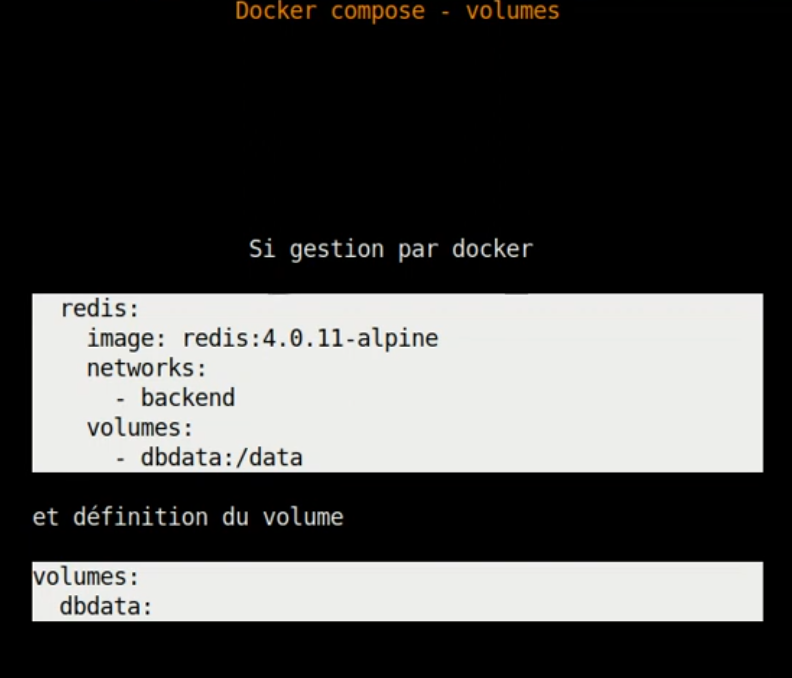 Docker compose - volumes
Si gestion par docker
redis:
image: redis:4.0.11-alpine
networks:
- backend
volumes:
- dbdata:/data
et définition du volume
volumes:
dbdata: